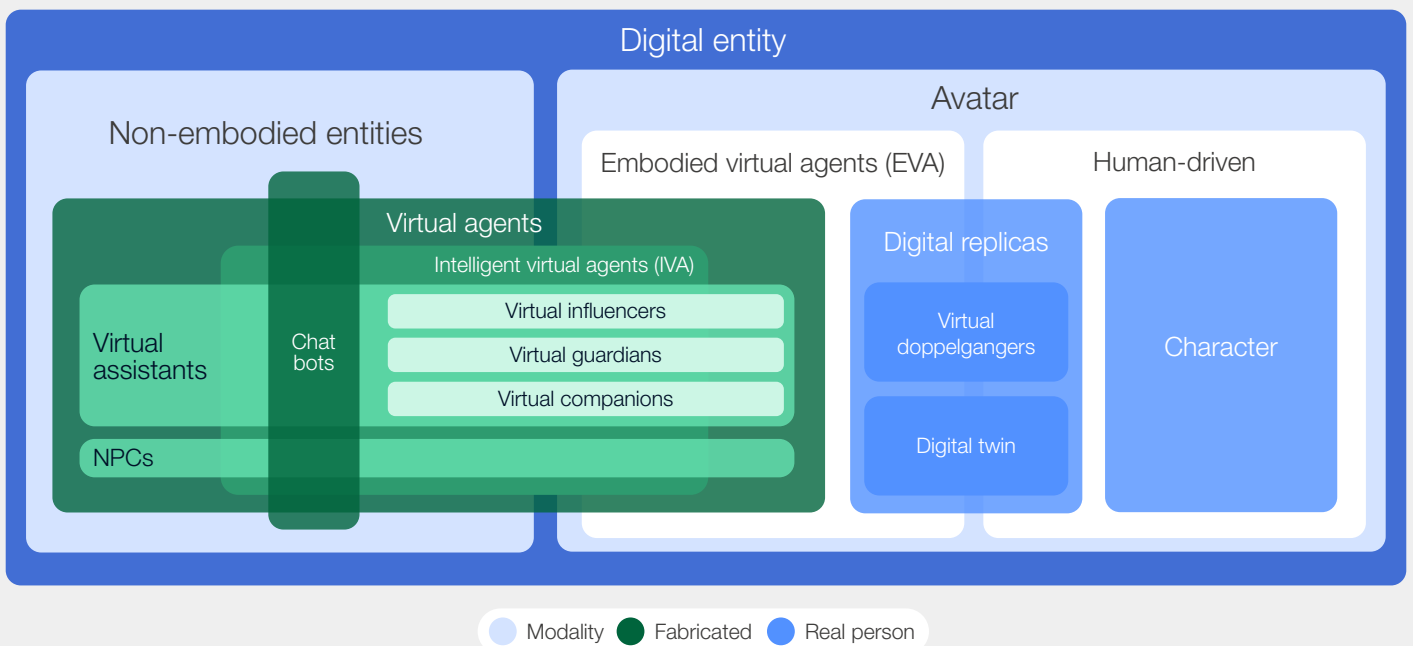 Digital entity
Non-embodied entities
Avatar
Embodied virtual agents (EVA)
Human-driven
Virtual agents
Intelligent virtual agents (IVA)
Virtual
assistants
Chat
bots
Virtual influencers
Virtual guardians
Virtual companions
NPCs
Digital replicas
Virtual
doppelgangers
Digital twin
Character
Modality
Fabricated
Real person